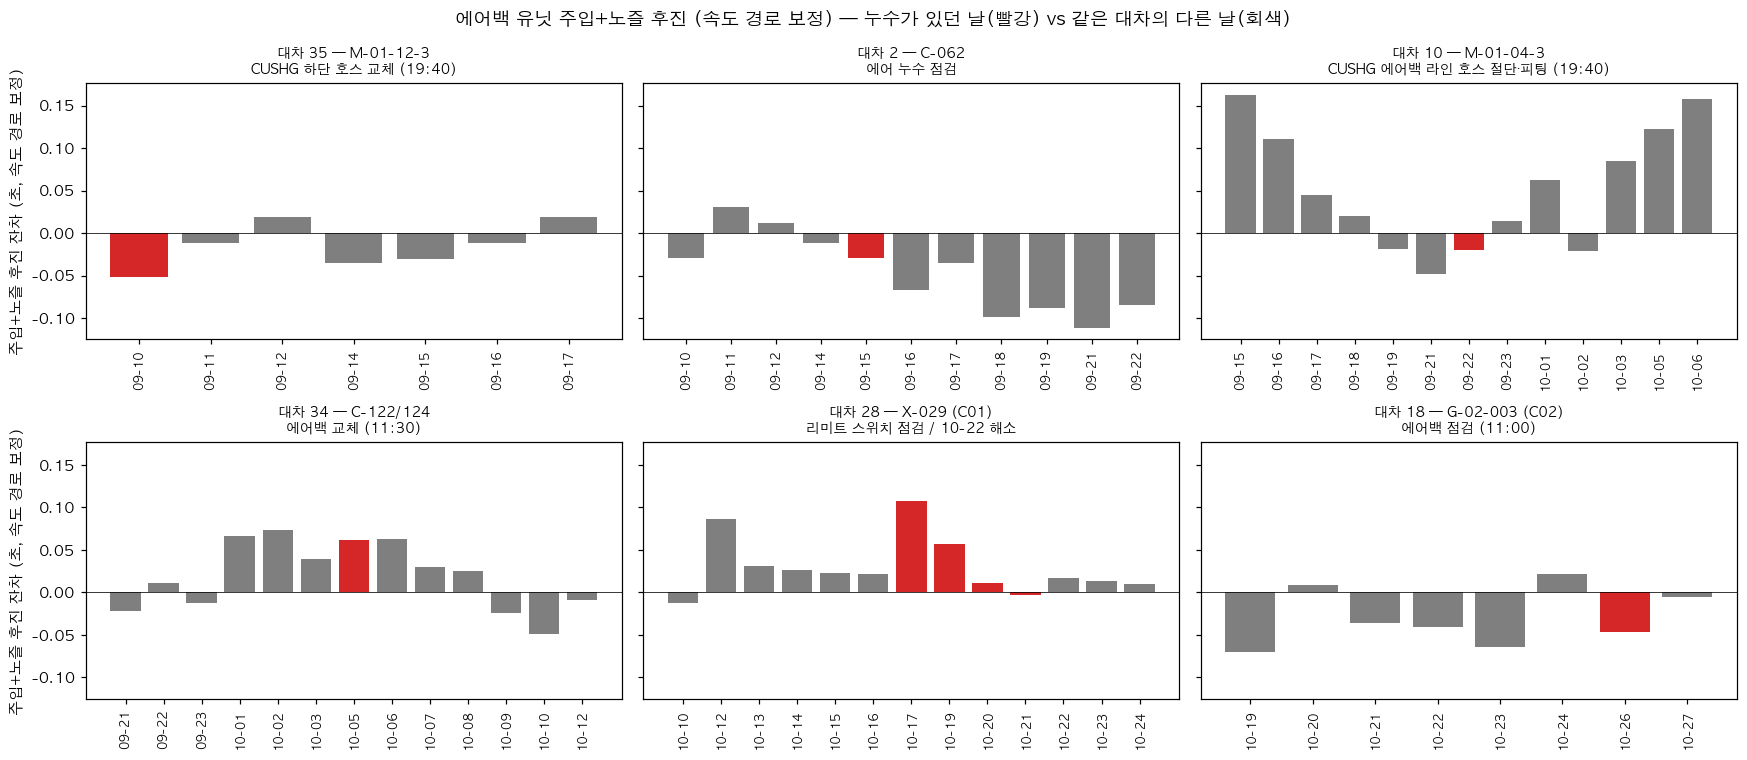 에어백 유닛 주입+노즐 후진 (속도 경로 보정) — 누수가 있던 날(빨강) vs 같은 대차의 다른 날(회색)
대차 35 — M-01-12-3
CUSHG 하단 호스 교체 (19:40)
대차 2 — C-062
에어 누수 점검
대차 10 — M-01-04-3
CUSHG 에어백 라인 호스 절단·피팅 (19:40)
주입+노즐 후진 잔차 (초, 속도 경로 보정)
0.15
0.10
0.05
0.00
-0.05
-0.10
09-10 09-11 09-12 09-14 09-15 09-16 09-17
09-10 09-11 09-12 09-14 09-15 09-16 09-17 09-18 09-19 09-21 09-22
09-15 09-16 09-17 09-18 09-19 09-21 09-22 09-23 10-01 10-02 10-03 10-05 10-06
대차 34 — C-122/124
에어백 교체 (11:30)
대차 28 — X-029 (C01)
리미트 스위치 점검 / 10-22 해소
대차 18 — G-02-003 (C02)
에어백 점검 (11:00)
주입+노즐 후진 잔차 (초, 속도 경로 보정)
0.15
0.10
0.05
0.00
-0.05
-0.10
09-21 09-22 09-23 10-01 10-02 10-03 10-05 10-06 10-07 10-08 10-09 10-10 10-12
10-10 10-12 10-13 10-14 10-15 10-16 10-17 10-19 10-20 10-21 10-22 10-23 10-24
10-19 10-20 10-21 10-22 10-23 10-24 10-26 10-27